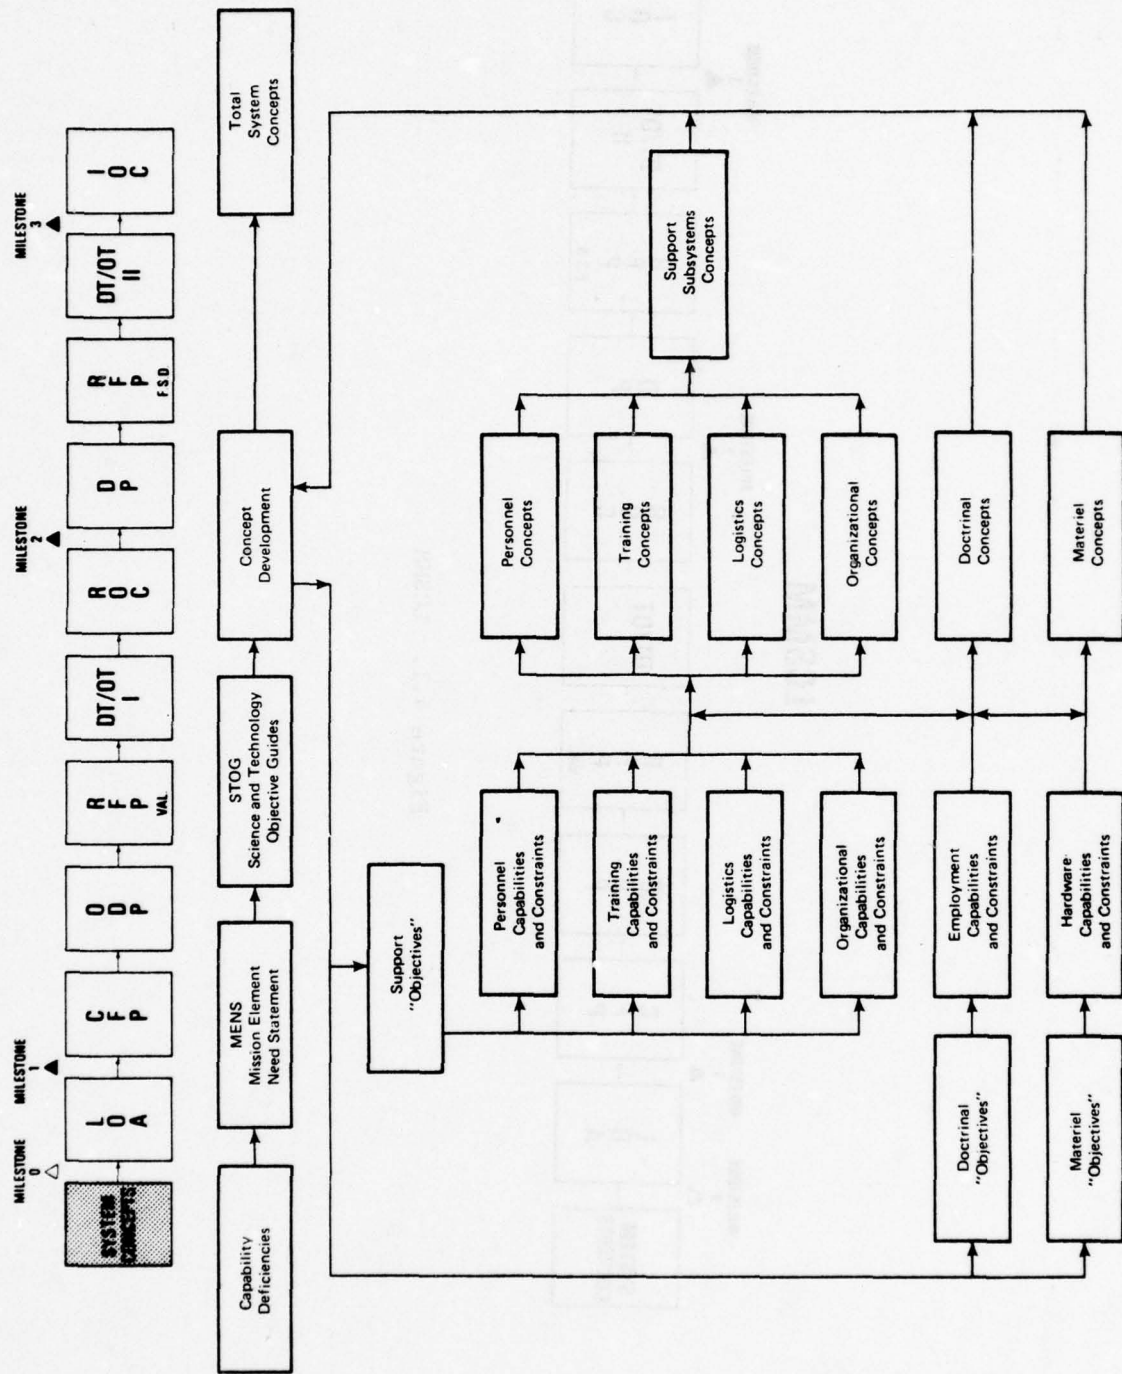 MILESTONE
0
MILESTONE
1
MILESTONE
2
MILESTONE
3
SYSTEM
CONCEPTS
L
O
A
C
F
P
O
D
P
R
F
P
VAL
DT/OT
I
R
O
C
D
P
R
F
P
FSD
DT/OT
II
I
O
C
Capability
Deficiencies
MENS
Mission Element
Need Statement
STOG
Science and Technology
Objective Guides
Concept
Development
Total
System
Concepts
Support
"Objectives"
Personnel
Capabilities
and Constraints
Personnel
Concepts
Training
Capabilities
and Constraints
Training
Concepts
Support
Subsystems
Concepts
Logistics
Capabilities
and Constraints
Logistics
Concepts
Organizational
Capabilities
and Constraints
Organizational
Concepts
Doctrinal
"Objectives"
Employment
Capabilities
and Constraints
Doctrinal
Concepts
Materiel
"Objectives"
Hardware
Capabilities
and Constraints
Materiel
Concepts